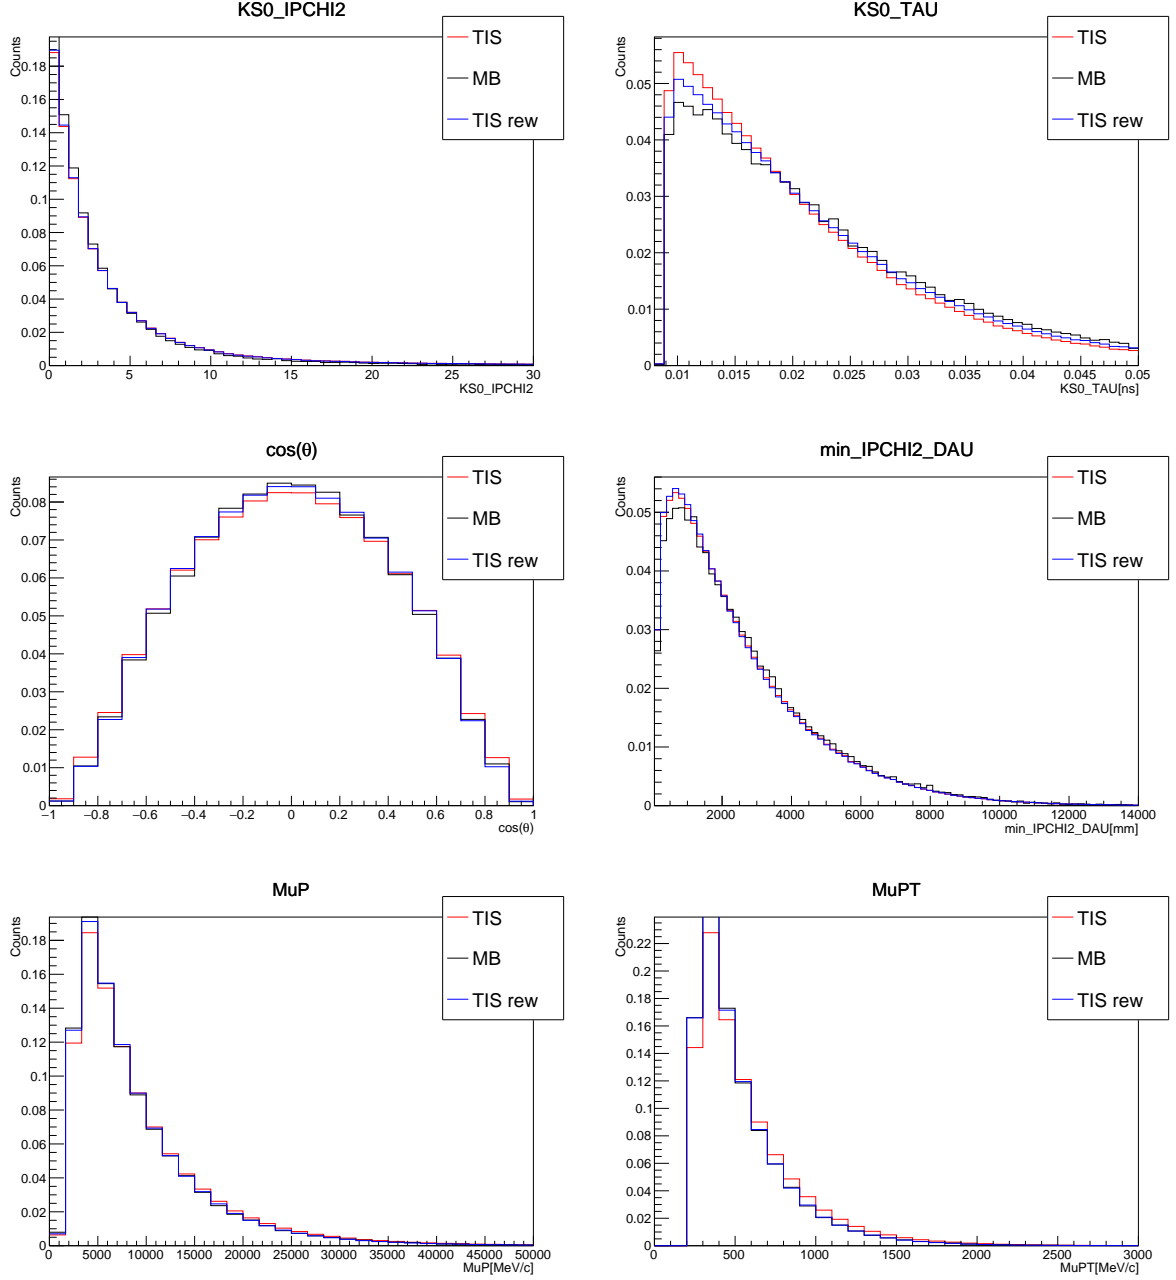 KS0_IPCHI2
Counts
TIS
MB
TIS rew
0.18
0.16
0.14
0.12
0.1
0.08
0.06
0.04
0.02
0
0 5 10 15 20 25 30
KS0_IPCHI2
KS0_TAU
Counts
TIS
MB
TIS rew
0.05
0.04
0.03
0.02
0.01
0
0.01 0.015 0.02 0.025 0.03 0.035 0.04 0.045 0.05
KS0_TAU[ns]
cos(θ)
Counts
TIS
MB
TIS rew
0.08
0.07
0.06
0.05
0.04
0.03
0.02
0.01
0
−1 −0.8 −0.6 −0.4 −0.2 0 0.2 0.4 0.6 0.8 1
cos(θ)
min_IPCHI2_DAU
Counts
TIS
MB
TIS rew
0.05
0.04
0.03
0.02
0.01
0
2000 4000 6000 8000 10000 12000 14000
min_IPCHI2_DAU[mm]
MuP
Counts
TIS
MB
TIS rew
0.18
0.16
0.14
0.12
0.1
0.08
0.06
0.04
0.02
0
0 5000 10000 15000 20000 25000 30000 35000 40000 45000 50000
MuP[MeV/c]
MuPT
Counts
TIS
MB
TIS rew
0.22
0.2
0.18
0.16
0.14
0.12
0.1
0.08
0.06
0.04
0.02
0
0 500 1000 1500 2000 2500 3000
MuPT[MeV/c]